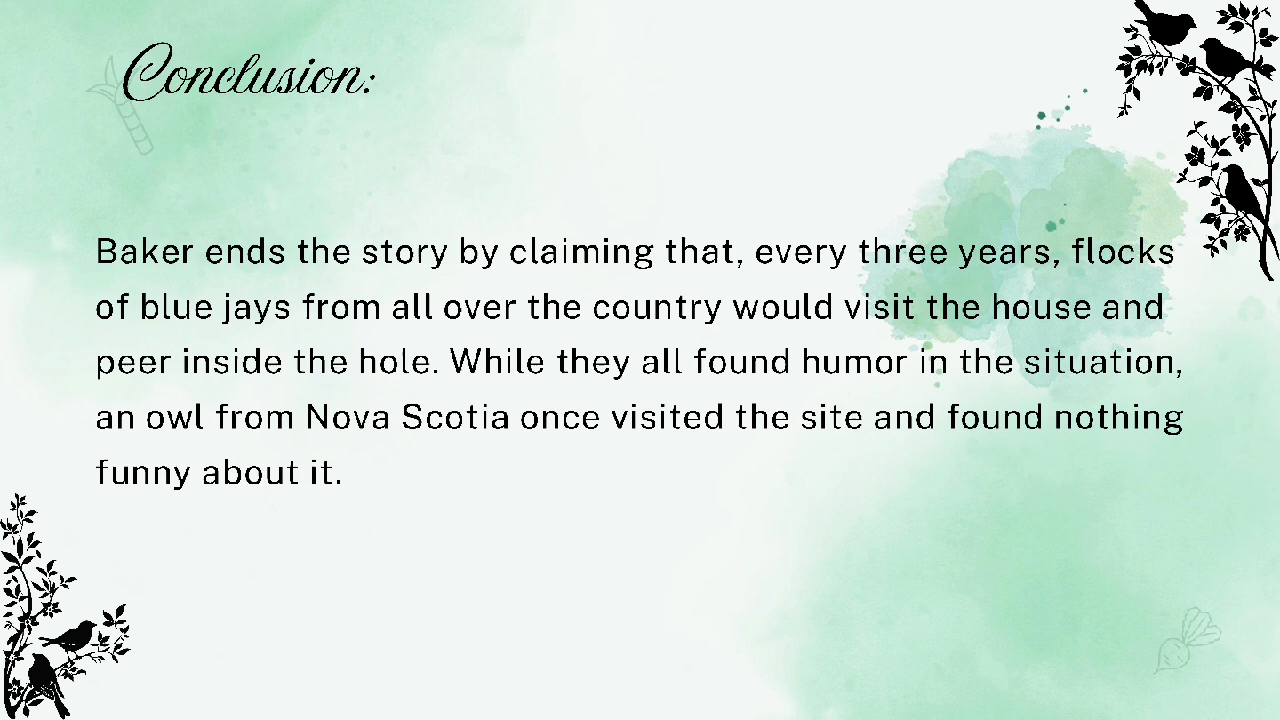 Conclusion:
Baker ends the story by claiming that, every three years, flocks
of blue jays from all over the country would visit the house and
peer inside the hole. While they all found humor in the situation,
an owl from Nova Scotia once visited the site and found nothing
funny about it.